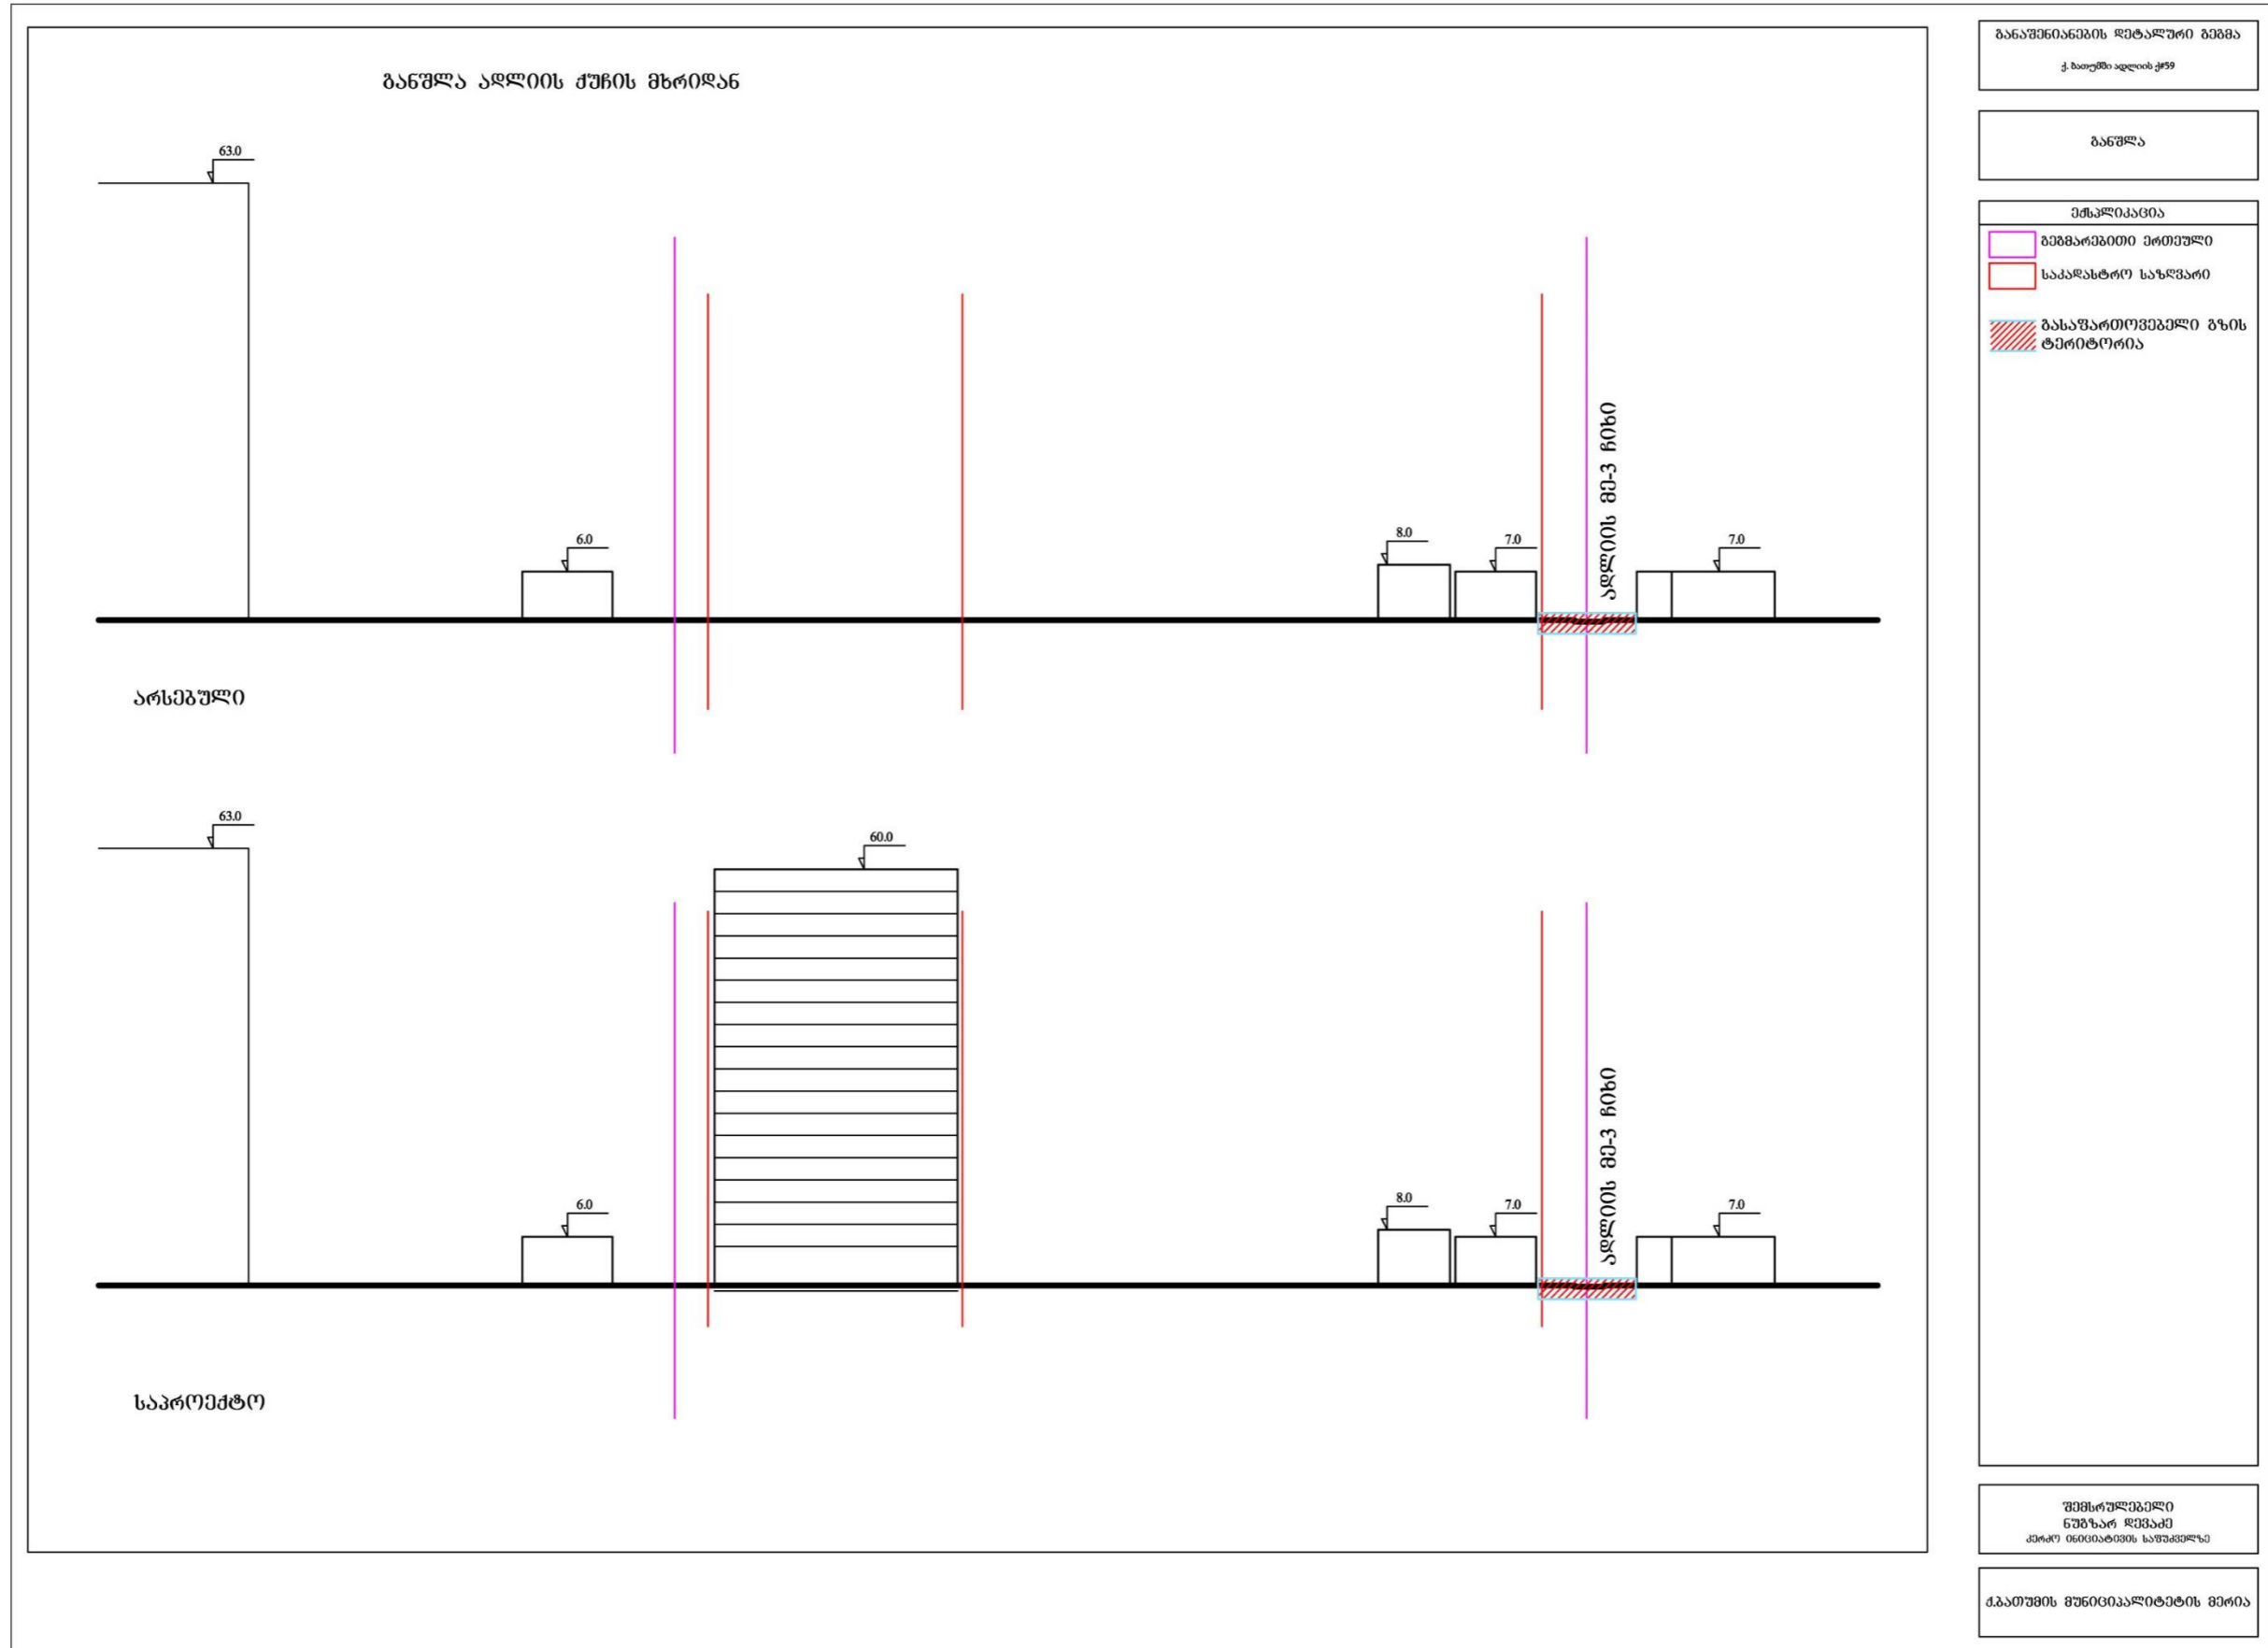 განშლა ადლიის ქუჩის მხრიდან
63.0
6.0
8.0
7.0
7.0
ადლიის მე-3 ჩიხი
არსებული
63.0
60.0
6.0
8.0
7.0
7.0
ადლიის მე-3 ჩიხი
საპროექტო
განაშენიანების დეტალური გეგმა
ქ. ბათუმში ადლიის ქ#59
განშლა
ექსპლიკაცია
გეგმარებითი ერთეული
საკადასტრო საზღვარი
გასაფართოვებელი გზის
ტერიტორია
შემსრულებელი
ნუგზარ დევაძე
კერძო ინიციატივის საფუძველზე
ქ.ბათუმის მუნიციპალიტეტის მერია